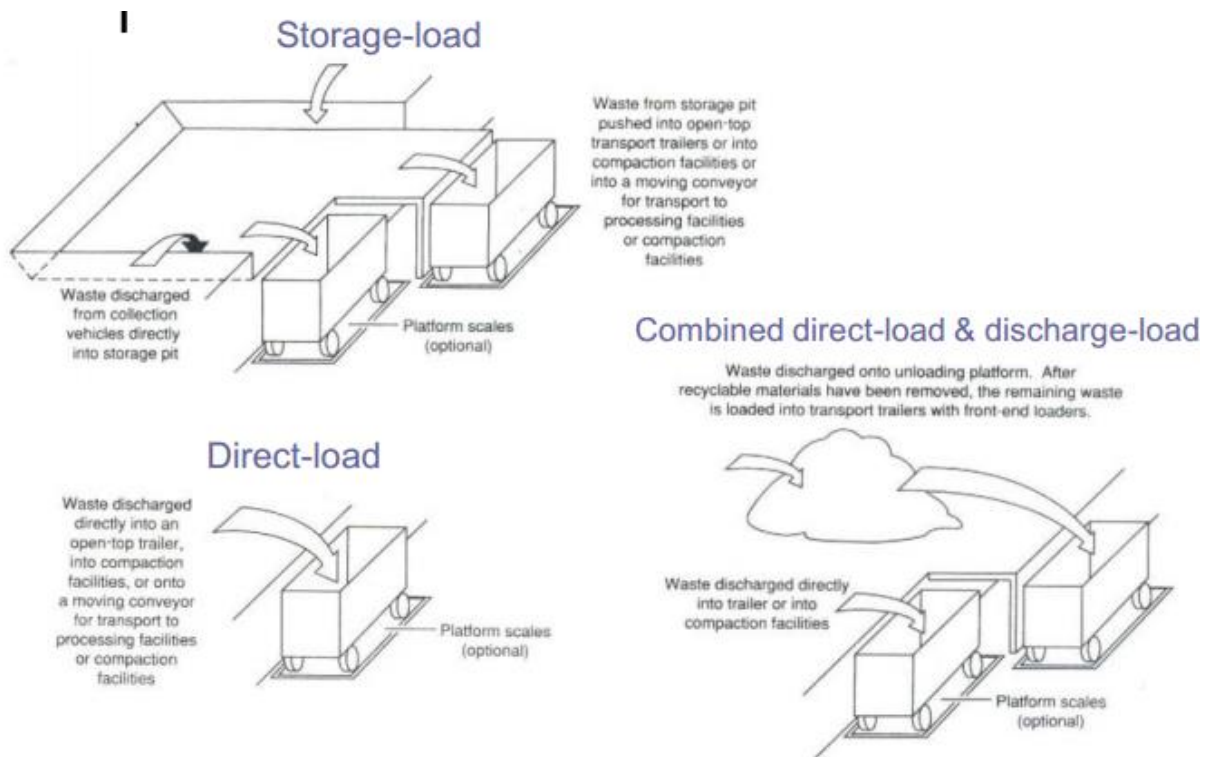 Storage-load
Waste from storage pit
pushed into open-top
transport trailers or into
compaction facilities or
into a moving conveyor
for transport to
processing facilities
or compaction
facilities
Waste discharged
from collection
vehicles directly
into storage pit
Platform scales
(optional)
Combined direct-load & discharge-load
Waste discharged onto unloading platform. After
recyclable materials have been removed, the remaining waste
is loaded into transport trailers with front-end loaders.
Direct-load
Waste discharged
directly into an
open-top trailer,
into compaction
facilities, or onto
a moving conveyor
for transport to
processing facilities
or compaction
facilities
Platform scales
(optional)
Waste discharged directly
into trailer or into
compaction facilities
Platform scales
(optional)